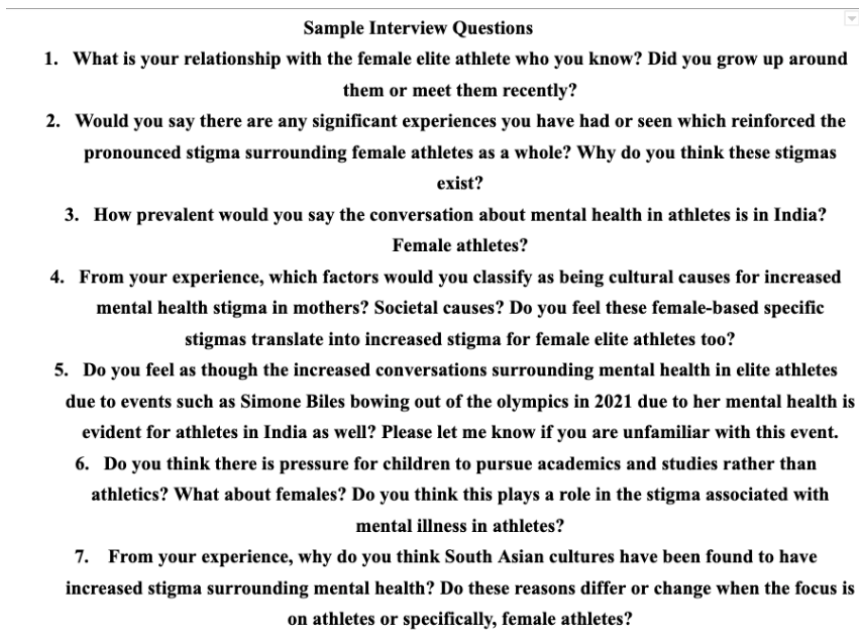 Sample Interview Questions
1. What is your relationship with the female elite athlete who you know? Did you grow up around
them or meet them recently?
2. Would you say there are any significant experiences you have had or seen which reinforced the
pronounced stigma surrounding female athletes as a whole? Why do you think these stigmas
exist?
3. How prevalent would you say the conversation about mental health in athletes is in India?
Female athletes?
4. From your experience, which factors would you classify as being cultural causes for increased
mental health stigma in mothers? Societal causes? Do you feel these female-based specific
stigmas translate into increased stigma for female elite athletes too?
5. Do you feel as though the increased conversations surrounding mental health in elite athletes
due to events such as Simone Biles bowing out of the olympics in 2021 due to her mental health is
evident for athletes in India as well? Please let me know if you are unfamiliar with this event.
6. Do you think there is pressure for children to pursue academics and studies rather than
athletics? What about females? Do you think this plays a role in the stigma associated with
mental illness in athletes?
7. From your experience, why do you think South Asian cultures have been found to have
increased stigma surrounding mental health? Do these reasons differ or change when the focus is
on athletes or specifically, female athletes?